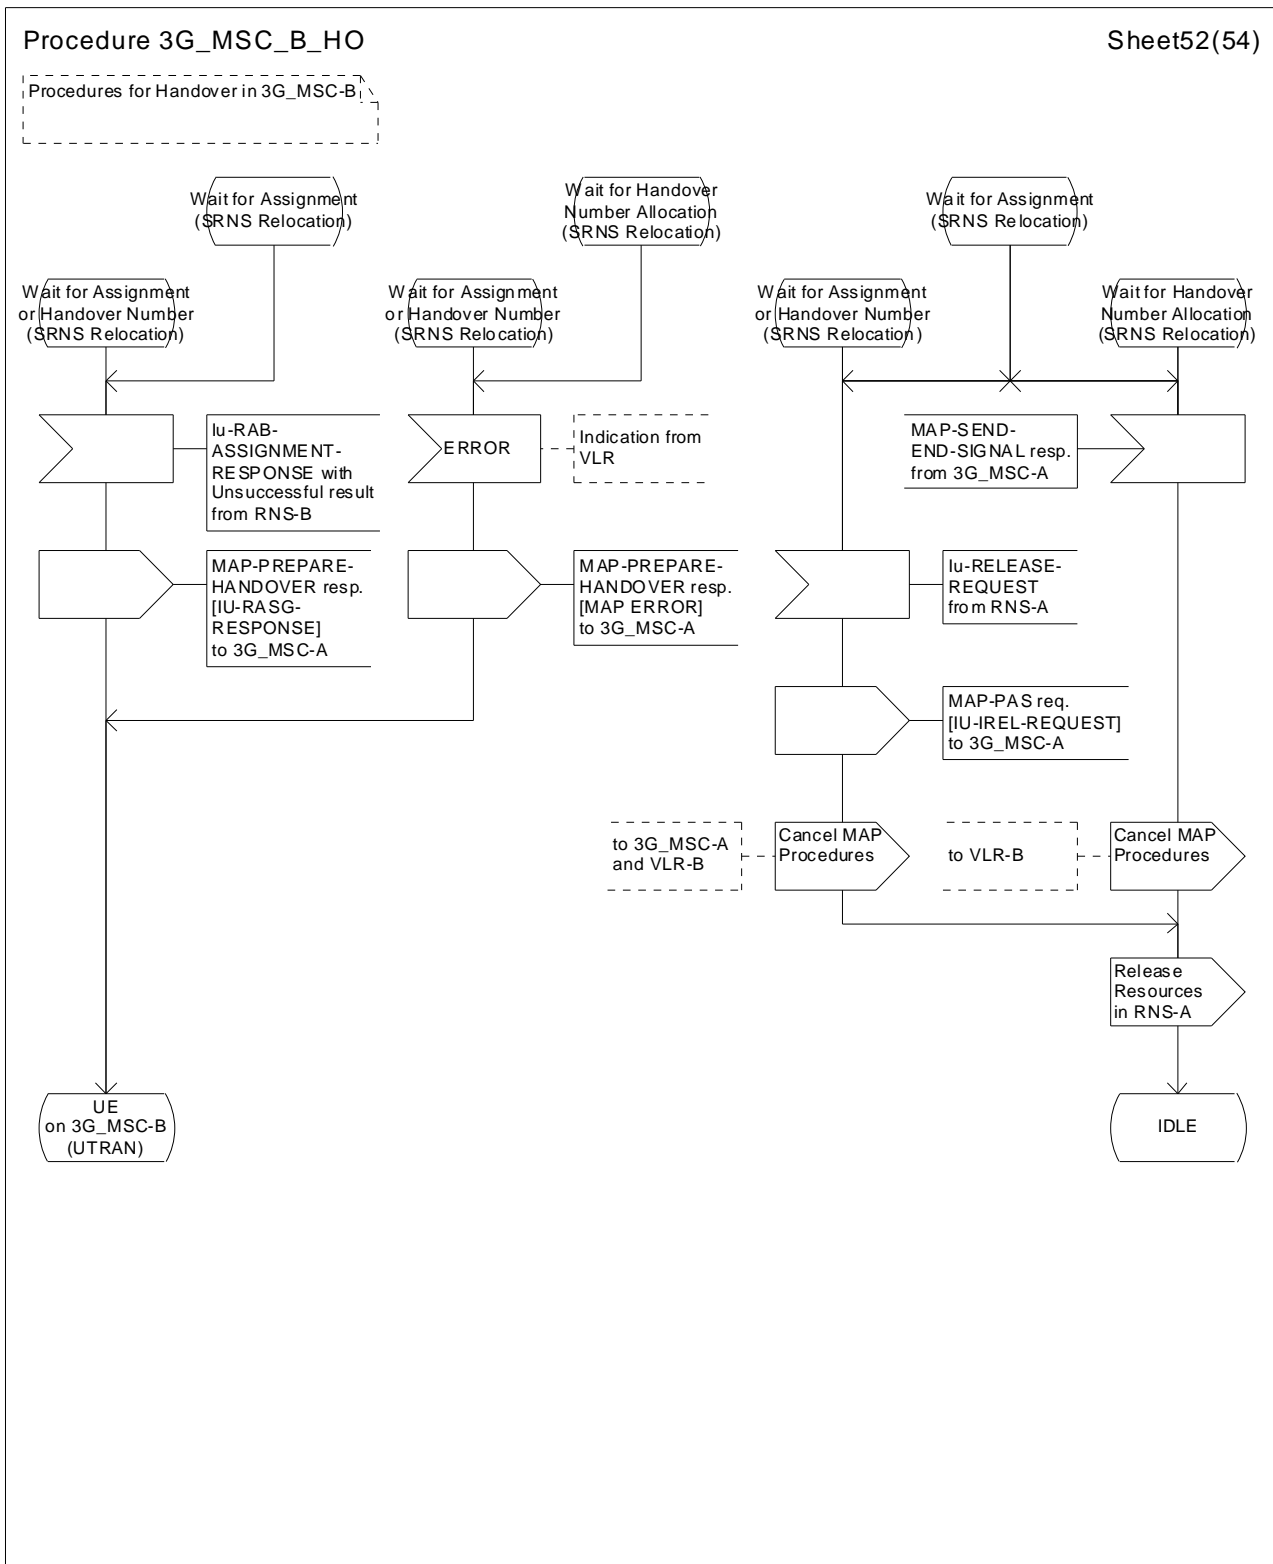 Procedure 3G_MSC_B_HO
Sheet52(54)
Procedures for Handover in 3G_MSC-B
Wait for Assignment
(SRNS Relocation)
Wait for Handover
Number Allocation
(SRNS Relocation)
Wait for Assignment
(SRNS Relocation)
Wait for Assignment
or Handover Number
(SRNS Relocation)
Wait for Assignment
or Handover Number
(SRNS Relocation)
Wait for Assignment
or Handover Number
(SRNS Relocation)
Wait for Handover
Number Allocation
(SRNS Relocation)
Iu-RAB-
ASSIGNMENT-
RESPONSE with
Unsuccessful result
from RNS-B
ERROR
Indication from
VLR
MAP-SEND-
END-SIGNAL resp.
from 3G_MSC-A
MAP-PREPARE-
HANDOVER resp.
[IU-RASG-
RESPONSE]
to 3G_MSC-A
MAP-PREPARE-
HANDOVER resp.
[MAP ERROR]
to 3G_MSC-A
Iu-RELEASE-
REQUEST
from RNS-A
MAP-PAS req.
[IU-IREL-REQUEST]
to 3G_MSC-A
to 3G_MSC-A
and VLR-B
Cancel MAP
Procedures
to VLR-B
Cancel MAP
Procedures
Release
Resources
in RNS-A
UE
on 3G_MSC-B
(UTRAN)
IDLE